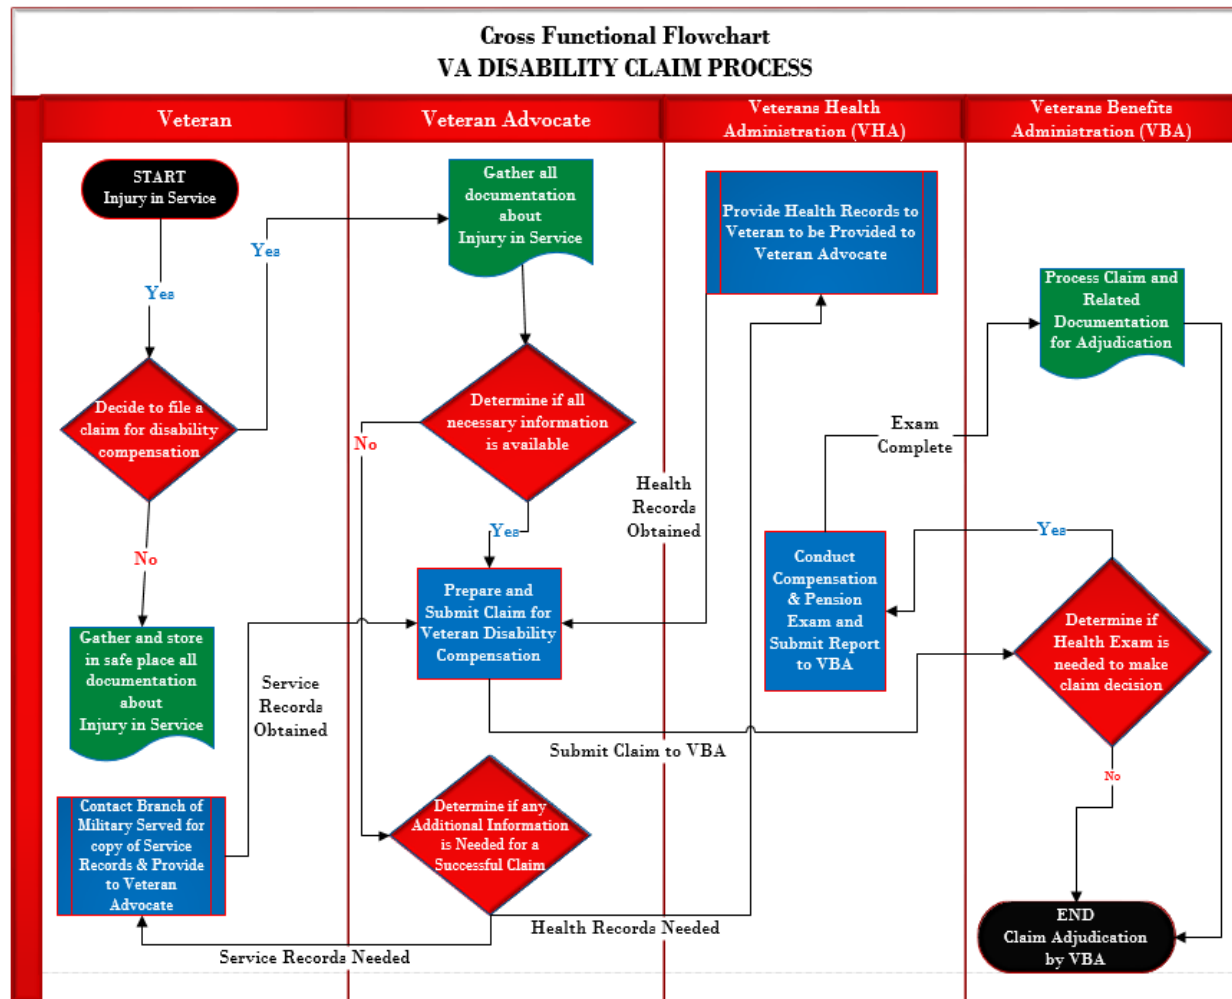 Cross Functional Flowchart
VA DISABILITY CLAIM PROCESS
Veteran
Veteran Advocate
Veterans Health
Administration (VHA)
Veterans Benefits
Administration (VBA)
START
Injury in Service
Yes
Decide to file a
claim for disability
compensation
Yes
No
Gather and store
in safe place all
documentation
about
Injury in Service
Contact Branch of
Military Served for
copy of Service
Records & Provide
to Veteran
Advocate
Service
Records
Obtained
Service Records Needed
Gather all
documentation
about
Injury in Service
Determine if all
necessary information
is available
No
Yes
Prepare and
Submit Claim for
Veteran Disability
Compensation
Submit Claim to VBA
Determine if any
Additional Information
is Needed for a
Successful Claim
Health Records Needed
Health
Records
Obtained
Provide Health Records to
Veteran to be Provided to
Veteran Advocate
Conduct
Compensation
& Pension
Exam and
Submit Report
to VBA
Exam
Complete
Process Claim and
Related
Documentation
for Adjudication
Yes
Determine if
Health Exam is
needed to make
claim decision
No
END
Claim Adjudication
by VBA